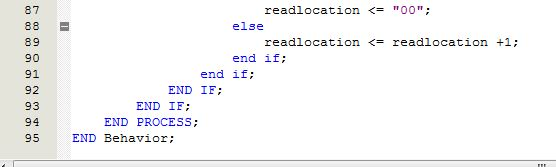 87 readlocation <= "00";
88 else
89 readlocation <= readlocation +1;
90 end if;
91 end if;
92 END IF;
93 END IF;
94 END PROCESS;
95 END Behavior;